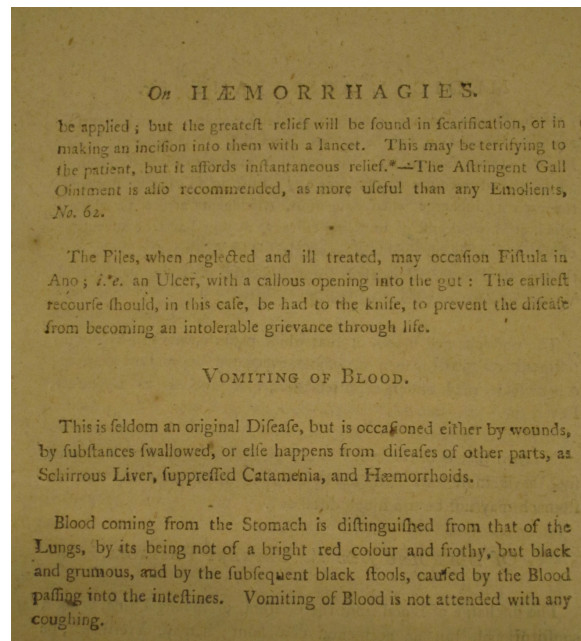 On HÆMORRHAGIES.
be applied; but the greateſt relief will be found in ſcarification, or in
making an inciſion into them with a lancet. This may be terrifying to
the patient, but it affords inſtantaneous relief.*—The Aſtringent Gall
Ointment is alſo recommended, as more uſeful than any Emolients,
No. 62.
The Piles, when neglected and ill treated, may occaſion Fiſtula in
Ano; i.e. an Ulcer, with a callous opening into the gut: The earlieſt
recourſe ſhould, in this caſe, be had to the knife, to prevent the diſeaſe
from becoming an intolerable grievance through life.
VOMITING OF BLOOD.
This is ſeldom an original Diſeaſe, but is occaſioned either by wounds,
by ſubſtances ſwallowed, or elſe happens from diſeaſes of other parts, as
Schirrous Liver, ſuppreſſed Catamenia, and Hæmorrhoids.
Blood coming from the Stomach is diſtinguiſhed from that of the
Lungs, by its being not of a bright red colour and frothy, but black
and grumous, and by the ſubſequent black ſtools, cauſed by the Blood
paſſing into the inteſtines. Vomiting of Blood is not attended with any
coughing.